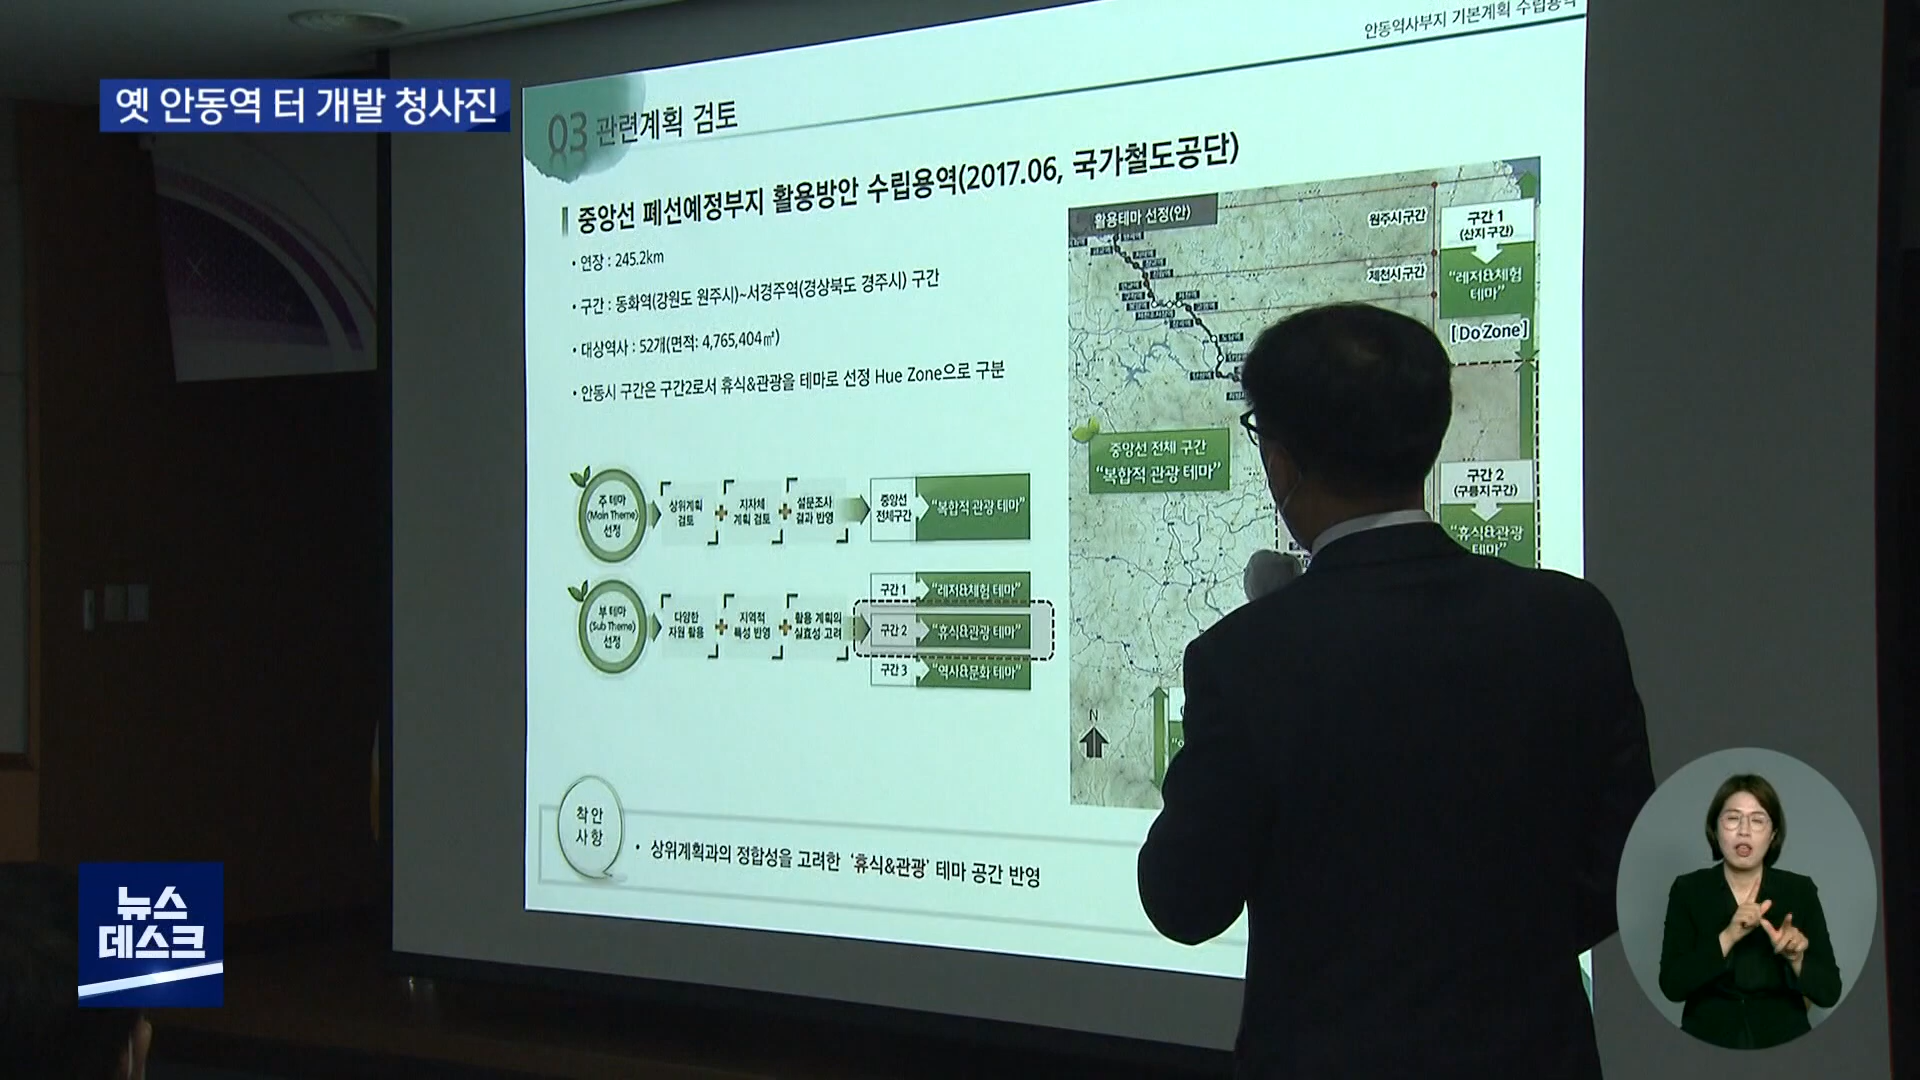 안동역사부지 기본계획 수립용역
옛 안동역 터 개발 청사진
03 관련계획 검토
중앙선 폐선예정부지 활용방안 수립용역(2017.06, 국가철도공단)
• 연장 : 245.2km
• 구간 : 동화역(강원도 원주시)~서경주역(경상북도 경주시) 구간
• 대상역사 : 52개(면적: 4,765,404㎡)
• 안동시 구간은 구간2로서 휴식&관광을 테마로 선정 Hue Zone으로 구분
주 테마
(Main Theme)
선정
상위계획
검토
지자체
계획 검토
설문조사
결과 반영
중앙선
전체구간
“복합적 관광 테마”
부 테마
(Sub Theme)
선정
다양한
자원 활용
지역적
특성 반영
활용 계획의
실효성 고려
구간 1
“레저&체험 테마”
구간 2
“휴식&관광 테마”
구간 3
“역사&문화 테마”
활용테마 선정(안)
원주시 구간
제천시 구간
구간 1
(산지 구간)
“레저&체험
테마”
[Do Zone]
중앙선 전체 구간
“복합적 관광 테마”
구간 2
(구릉지 구간)
“휴식&관광
테마”
N
착안
사항
• 상위계획과의 정합성을 고려한 ‘휴식&관광’ 테마 공간 반영
뉴스
데스크